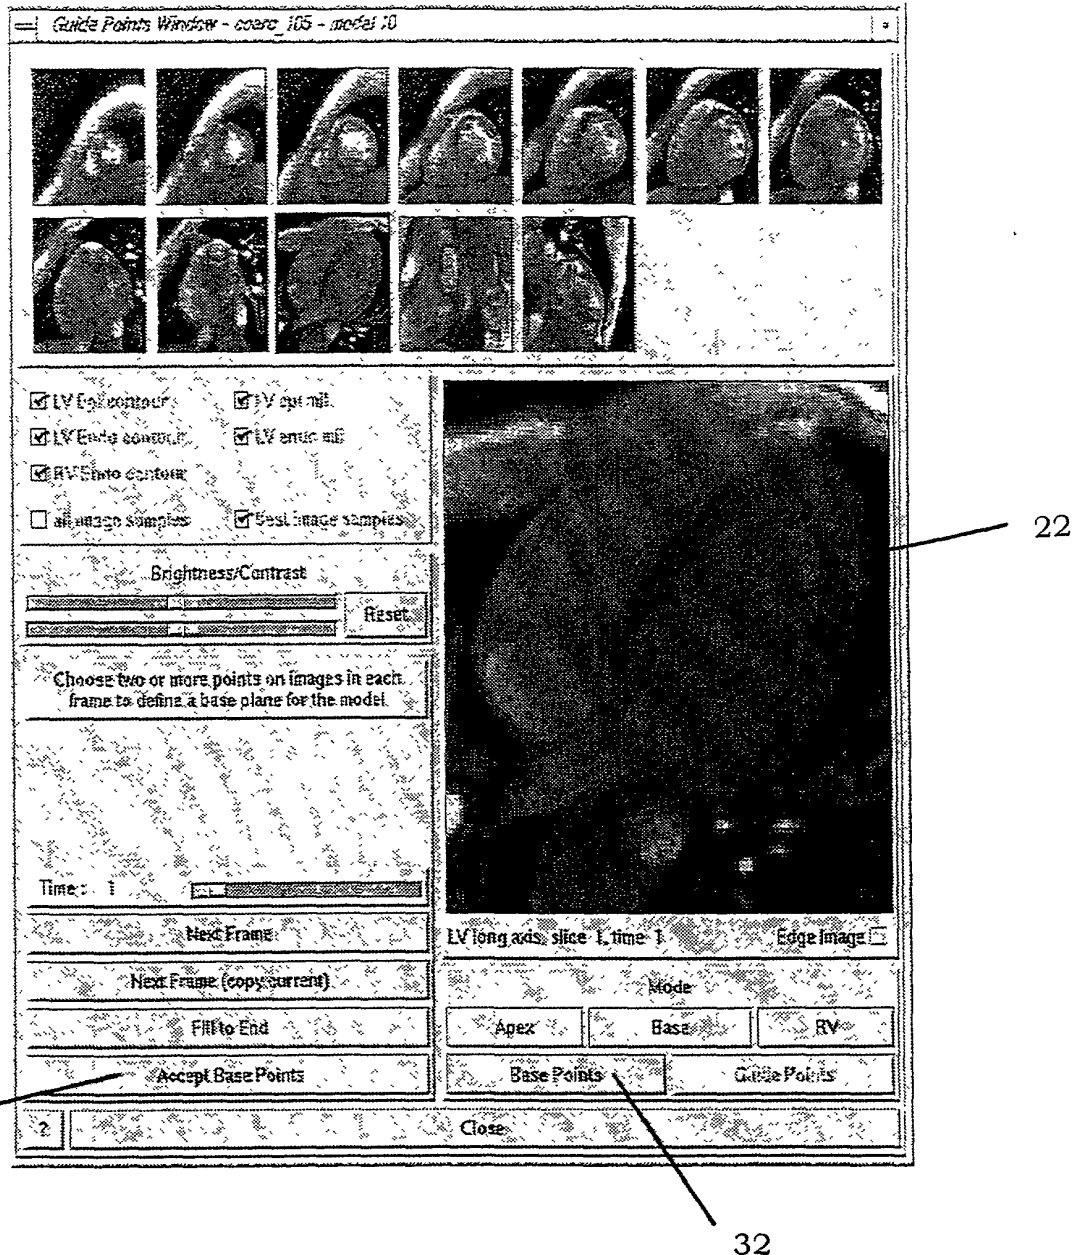 Guide Points Window - coarc_105 - model 10
LV Epi contour
LV epi mil
LV Endo contour
LV endo mil
RV Endo contour
all image samples
Best image samples
Brightness/Contrast
Reset
Choose two or more points on images in each
frame to define a base plane for the model.
Time: 1
Next Frame
Next Frame (copy current)
Fill to End
Accept Base Points
LV long axis, slice 1, time 1
Edge Image
Mode
Apex
Base
RV
Base Points
Guide Points
?
Close
22
32